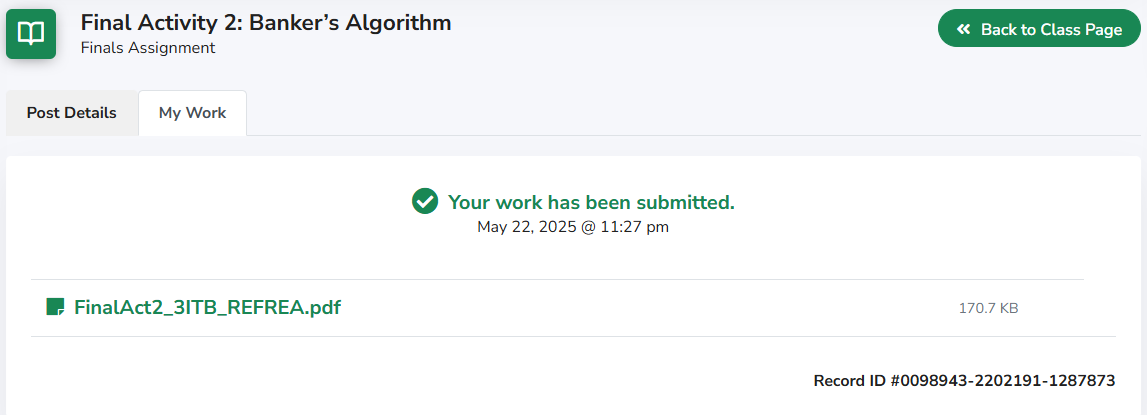 Final Activity 2: Banker’s Algorithm
Finals Assignment
Back to Class Page
Post Details
My Work
Your work has been submitted.
May 22, 2025 @ 11:27 pm
FinalAct2_3ITB_REFREA.pdf
170.7 KB
Record ID #0098943-2202191-1287873